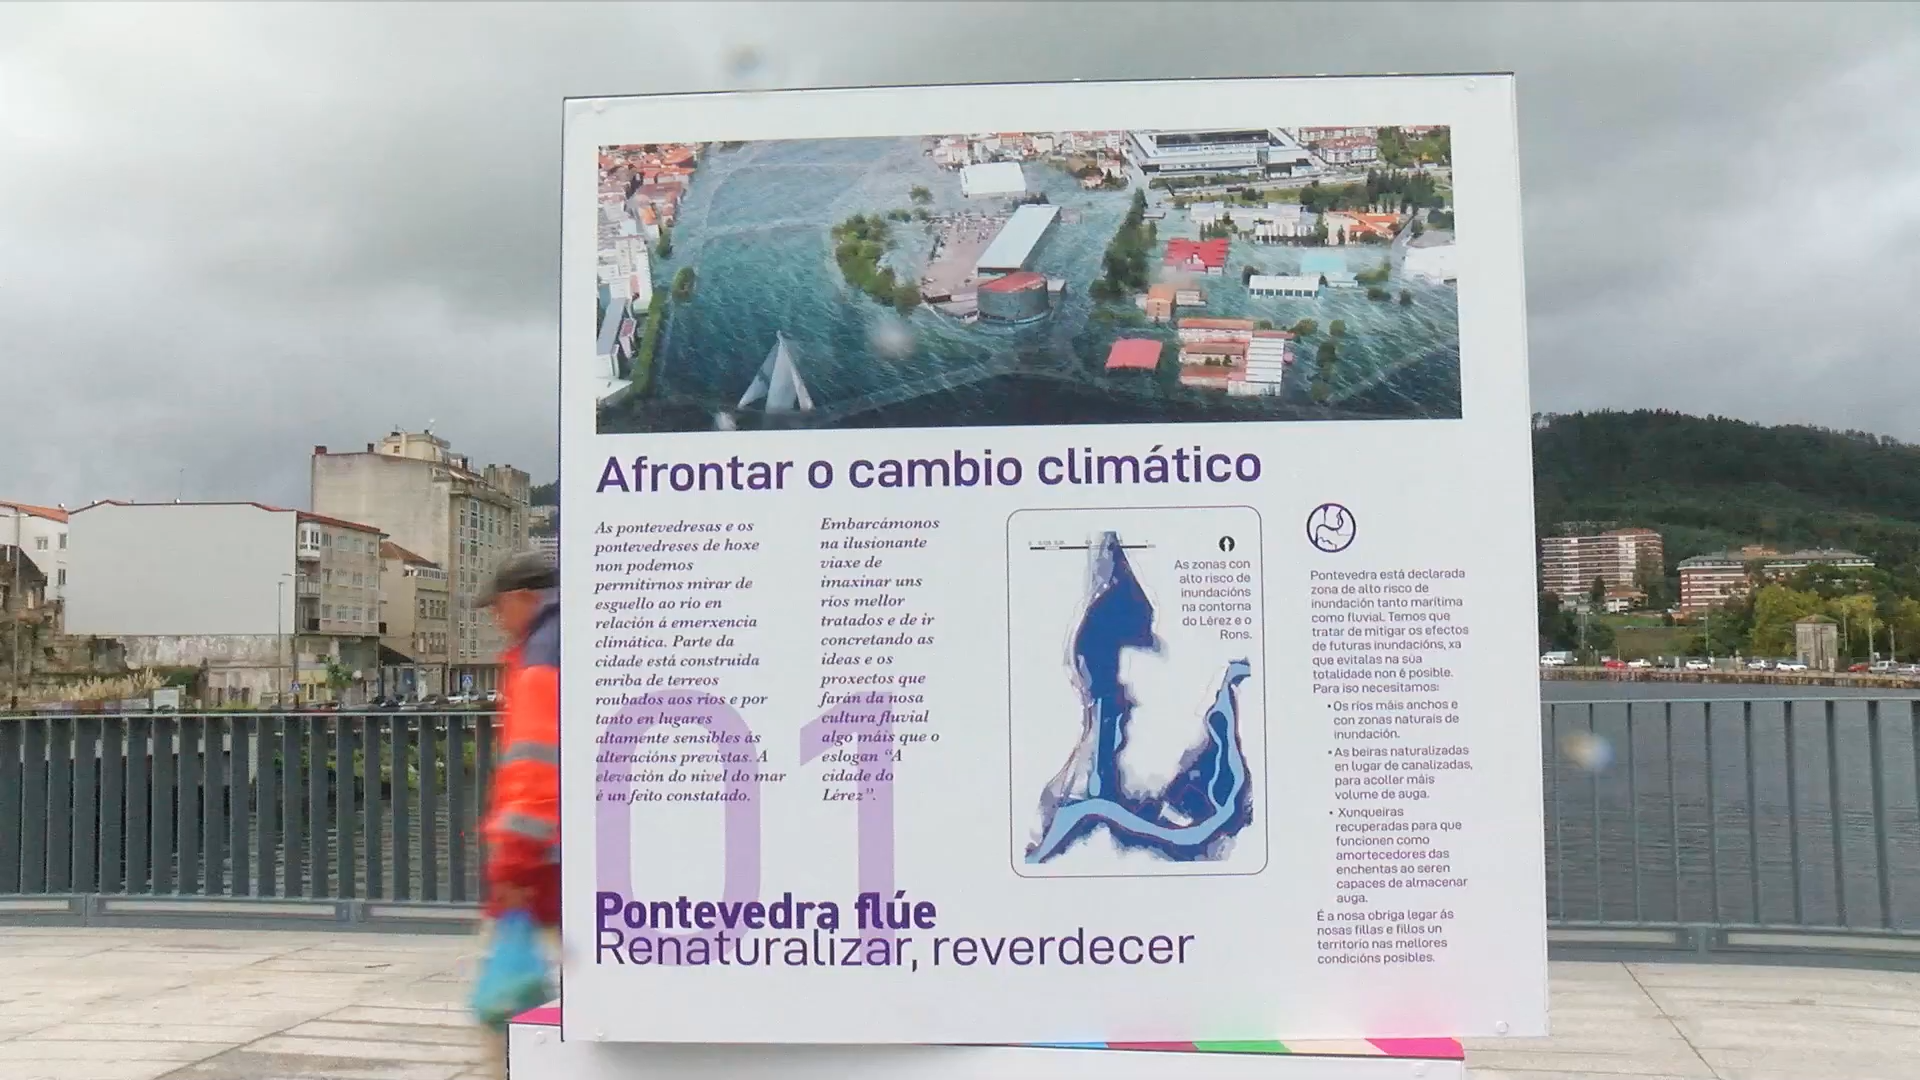 Afrontar o cambio climático
As pontevedresas e os
pontevedreses de hoxe
non podemos
permitirnos mirar de
esguello ao río en
relación á emerxencia
climática. Parte da
cidade está construída
enriba de terreos
roubados aos ríos e por
tanto en lugares
altamente sensibles ás
alteracións previstas. A
elevación do nivel do mar
é un feito constatado.
Embarcámonos
na ilusionante
viaxe de
imaxinar uns
ríos mellor
tratados e de ir
concretando as
ideas e os
proxectos que
farán da nosa
cultura fluvial
algo máis que o
eslogan “A
cidade do
Lérez”.
As zonas con
alto risco de
inundacións
na contorna
do Lérez e o
Rons.
Pontevedra está declarada
zona de alto risco de
inundación tanto marítima
como fluvial. Temos que
tratar de mitigar os efectos
de futuras inundacións, xa
que evitalas na súa
totalidade non é posible.
Para iso necesitamos:
•Os ríos máis anchos e
con zonas naturais de
inundación.
•As beiras naturalizadas
en lugar de canalizadas,
para acoller máis
volume de auga.
• Xunqueiras
recuperadas para que
funcionen como
amortecedores das
enchentas ao seren
capaces de almacenar
auga.
É a nosa obriga legar ás
nosas fillas e fillos un
territorio nas mellores
condicións posibles.
01
Pontevedra flúe
Renaturalizar, reverdecer